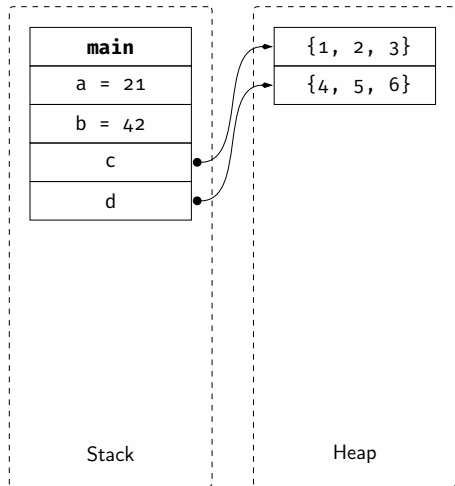 main
a = 21
b = 42
c
d
{1, 2, 3}
{4, 5, 6}
Stack
Heap